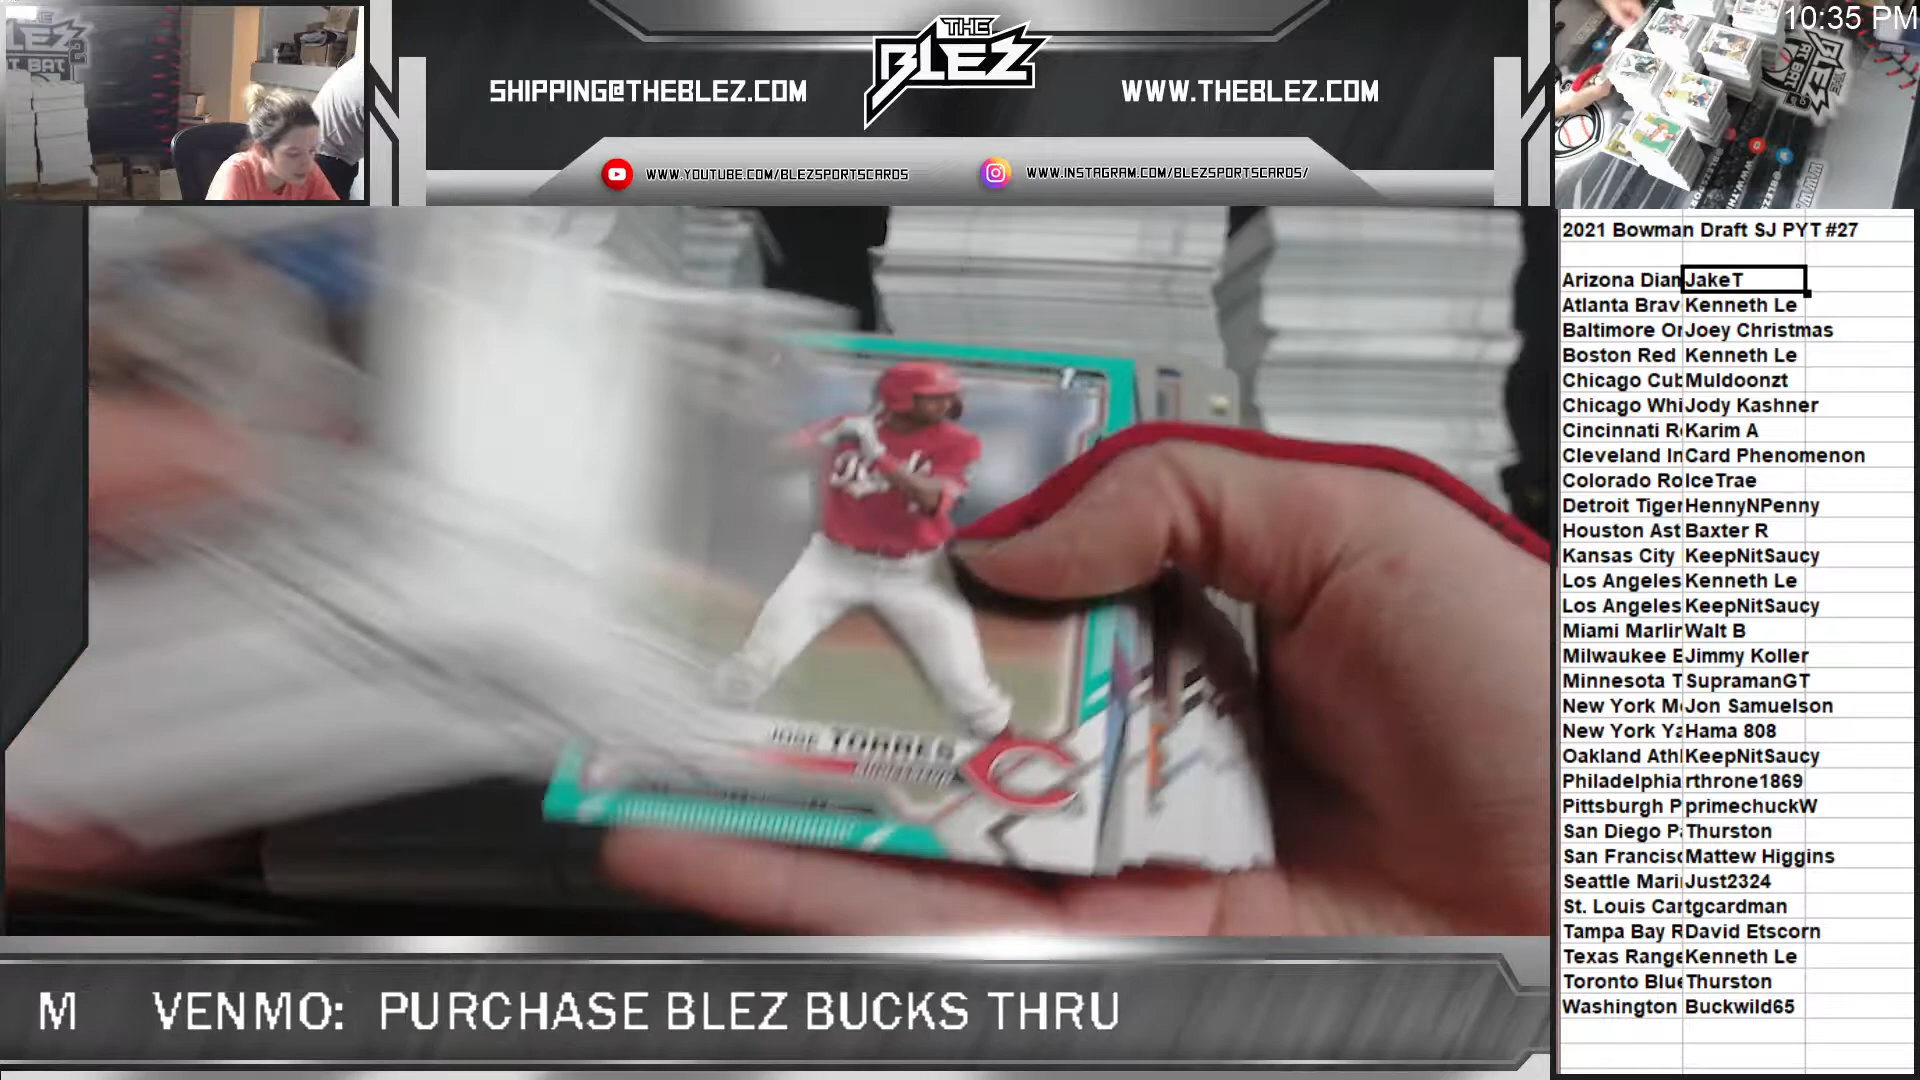 10:35 PM
THE
BLEZ
SHIPPING@THEBLEZ.COM
WWW.THEBLEZ.COM
WWW.YOUTUBE.COM/BLEZSPORTSCARDS
WWW.INSTAGRAM.COM/BLEZSPORTSCARDS/
2021 Bowman Draft SJ PYT #27
Arizona Dian JakeT
Atlanta Brav Kenneth Le
Baltimore Or Joey Christmas
Boston Red Kenneth Le
Chicago Cub Muldoonzt
Chicago Whi Jody Kashner
Cincinnati R Karim A
Cleveland In Card Phenomenon
Colorado Ro IceTrae
Detroit Tiger HennyNPenny
Houston Ast Baxter R
Kansas City KeepNitSaucy
Los Angeles Kenneth Le
Los Angeles KeepNitSaucy
Miami Marlin Walt B
Milwaukee B Jimmy Koller
Minnesota T SupramanGT
New York M Jon Samuelson
New York Ya Hama 808
Oakland Ath KeepNitSaucy
Philadelphia rthrone1869
Pittsburgh P primechuckW
San Diego Pa Thurston
San Francisc Mattew Higgins
Seattle Mari Just2324
St. Louis Car tgcardman
Tampa Bay R David Etscorn
Texas Range Kenneth Le
Toronto Blue Thurston
Washington Buckwild65
JOSE TORRES
M VENMO: PURCHASE BLEZ BUCKS THRU